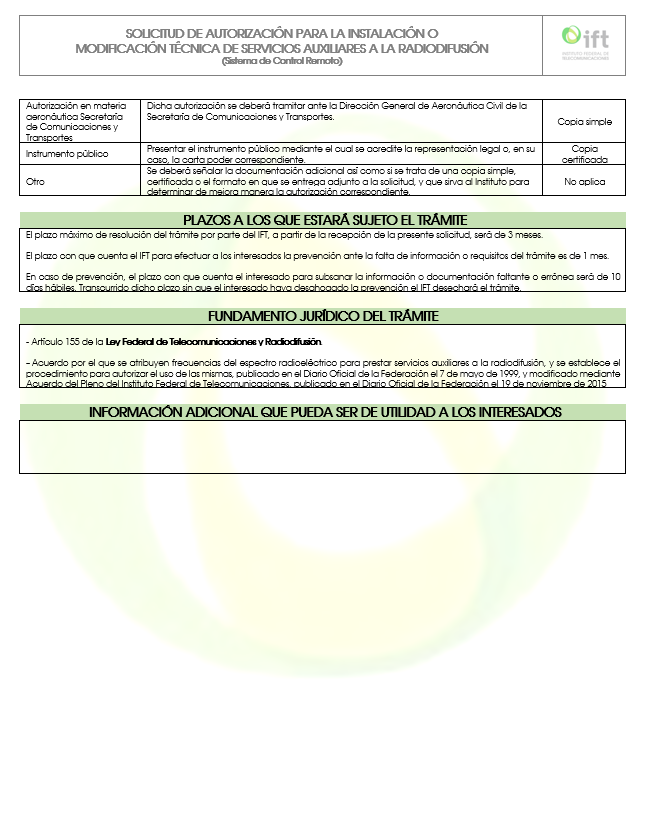 SOLICITUD DE AUTORIZACIÓN PARA LA INSTALACIÓN O
MODIFICACIÓN TÉCNICA DE SERVICIOS AUXILIARES A LA RADIODIFUSIÓN
(Sistema de Control Remoto)
ift
INSTITUTO FEDERAL DE
TELECOMUNICACIONES
Autorización en materia
aeronáutica Secretaría
de Comunicaciones y
Transportes
Dicha autorización se deberá tramitar ante la Dirección General de Aeronáutica Civil de la
Secretaría de Comunicaciones y Transportes.
Copia simple
Instrumento público
Presentar el instrumento público mediante el cual se acredite la representación legal o, en su
caso, la carta poder correspondiente.
Copia
certificada
Otro
Se deberá señalar la documentación adicional así como si se trata de una copia simple,
certificada o el formato en que se entrega adjunto a la solicitud, y que sirva al Instituto para
determinar de mejora manera la autorización correspondiente.
No aplica
PLAZOS A LOS QUE ESTARÁ SUJETO EL TRÁMITE
El plazo máximo de resolución del trámite por parte del IFT, a partir de la recepción de la presente solicitud, será de 3 meses.
El plazo con que cuenta el IFT para efectuar a los interesados la prevención ante la falta de información o requisitos del trámite es de 1 mes.
En caso de prevención, el plazo con que cuenta el interesado para subsanar la información o documentación faltante o errónea será de 10
días hábiles. Transcurrido dicho plazo sin que el interesado haya desahogado la prevención el IFT desechará el trámite.
FUNDAMENTO JURÍDICO DEL TRÁMITE
- Artículo 155 de la Ley Federal de Telecomunicaciones y Radiodifusión.
- Acuerdo por el que se atribuyen frecuencias del espectro radioeléctrico para prestar servicios auxiliares a la radiodifusión, y se establece el
procedimiento para autorizar el uso de las mismas, publicado en el Diario Oficial de la Federación el 7 de mayo de 1999, y modificado mediante
Acuerdo del Pleno del Instituto Federal de Telecomunicaciones, publicado en el Diario Oficial de la Federación el 19 de noviembre de 2015
INFORMACIÓN ADICIONAL QUE PUEDA SER DE UTILIDAD A LOS INTERESADOS